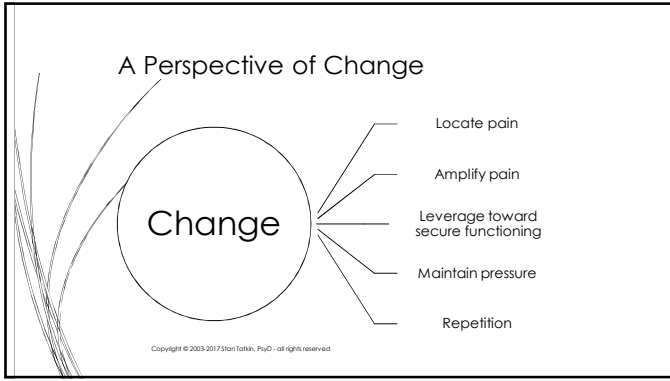 A Perspective of Change
Change
Locate pain
Amplify pain
Leverage toward
secure functioning
Maintain pressure
Repetition
Copyright © 2003-2017 Stan Tatkin, PsyD - all rights reserved